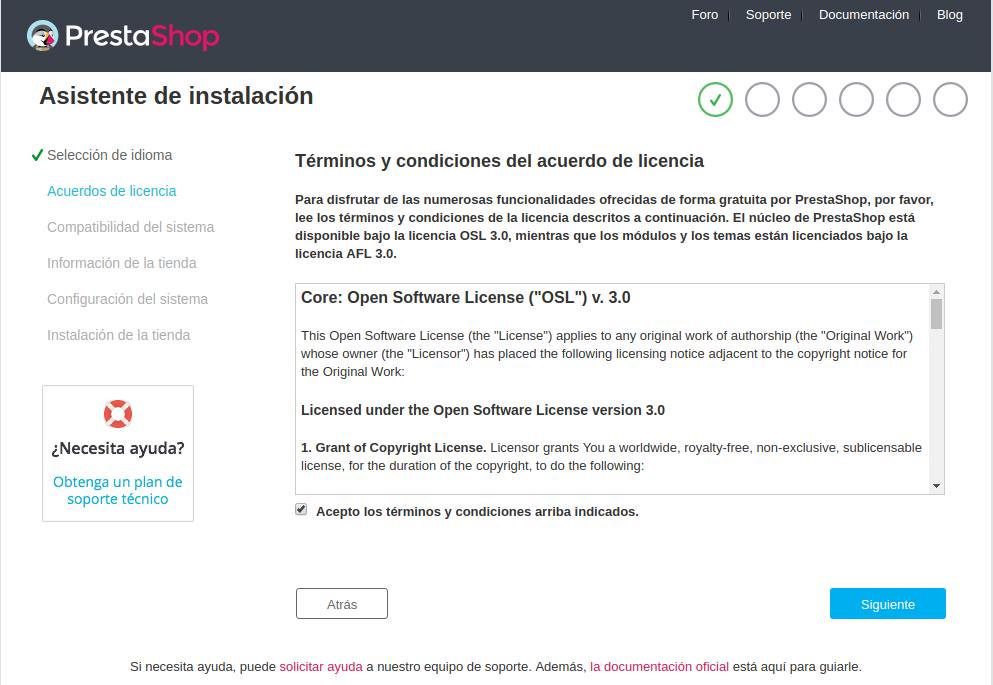 Foro
Soporte
Documentación
Blog
PrestaShop
Asistente de instalación
Selección de idioma
Acuerdos de licencia
Compatibilidad del sistema
Información de la tienda
Configuración del sistema
Instalación de la tienda
¿Necesita ayuda?
Obtenga un plan de
soporte técnico
Términos y condiciones del acuerdo de licencia
Para disfrutar de las numerosas funcionalidades ofrecidas de forma gratuita por PrestaShop, por favor,
lee los términos y condiciones de la licencia descritos a continuación. El núcleo de PrestaShop está
disponible bajo la licencia OSL 3.0, mientras que los módulos y los temas están licenciados bajo la
licencia AFL 3.0.
Core: Open Software License ("OSL") v. 3.0
This Open Software License (the "License") applies to any original work of authorship (the "Original Work")
whose owner (the "Licensor") has placed the following licensing notice adjacent to the copyright notice for
the Original Work:
Licensed under the Open Software License version 3.0
1. Grant of Copyright License. Licensor grants You a worldwide, royalty-free, non-exclusive, sublicensable
license, for the duration of the copyright, to do the following:
Acepto los términos y condiciones arriba indicados.
Atrás
Siguiente
Si necesita ayuda, puede solicitar ayuda a nuestro equipo de soporte. Además, la documentación oficial está aquí para guiarle.